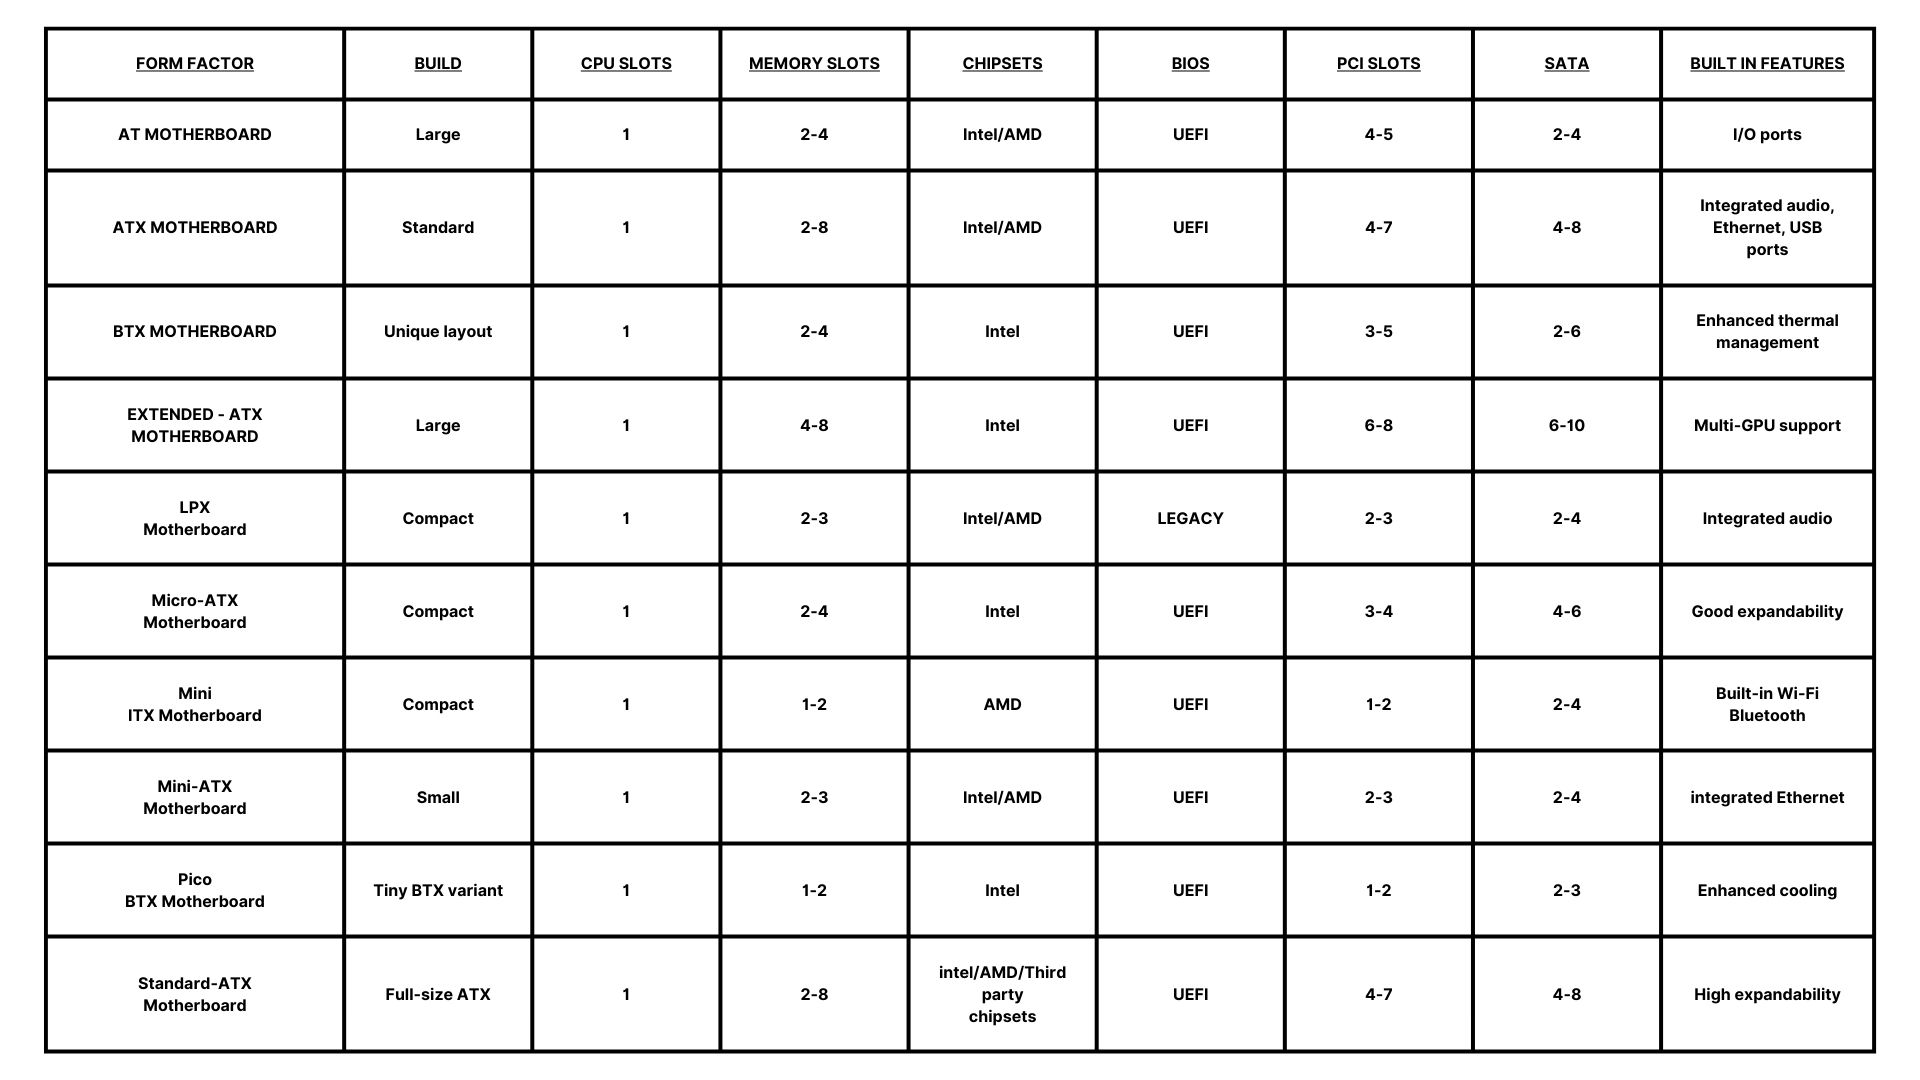 FORM FACTOR BUILD CPU SLOTS MEMORY SLOTS CHIPSETS BIOS PCI SLOTS SATA BUILT IN FEATURES
AT MOTHERBOARD Large 1 2-4 Intel/AMD UEFI 4-5 2-4 I/O ports
ATX MOTHERBOARD Standard 1 2-8 Intel/AMD UEFI 4-7 4-8 Integrated audio,
Ethernet, USB
ports
BTX MOTHERBOARD Unique layout 1 2-4 Intel UEFI 3-5 2-6 Enhanced thermal
management
EXTENDED - ATX
MOTHERBOARD Large 1 4-8 Intel UEFI 6-8 6-10 Multi-GPU support
LPX
Motherboard Compact 1 2-3 Intel/AMD LEGACY 2-3 2-4 Integrated audio
Micro-ATX
Motherboard Compact 1 2-4 Intel UEFI 3-4 4-6 Good expandability
Mini
ITX Motherboard Compact 1 1-2 AMD UEFI 1-2 2-4 Built-in Wi-Fi
Bluetooth
Mini-ATX
Motherboard Small 1 2-3 Intel/AMD UEFI 2-3 2-4 integrated Ethernet
Pico
BTX Motherboard Tiny BTX variant 1 1-2 Intel UEFI 1-2 2-3 Enhanced cooling
Standard-ATX
Motherboard Full-size ATX 1 2-8 intel/AMD/Third
party
chipsets UEFI 4-7 4-8 High expandability